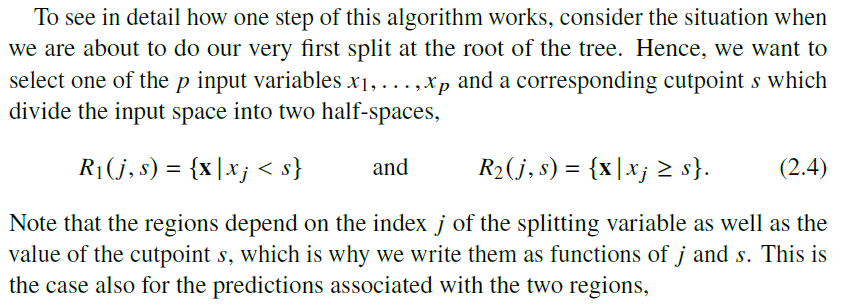 To see in detail how one step of this algorithm works, consider the situation when
we are about to do our very first split at the root of the tree. Hence, we want to
select one of the p input variables x₁, . . . , xₚ and a corresponding cutpoint s which
divide the input space into two half-spaces,
R₁(j, s) = {x | xⱼ < s} and R₂(j, s) = {x | xⱼ ≥ s}. (2.4)
Note that the regions depend on the index j of the splitting variable as well as the
value of the cutpoint s, which is why we write them as functions of j and s. This is
the case also for the predictions associated with the two regions,